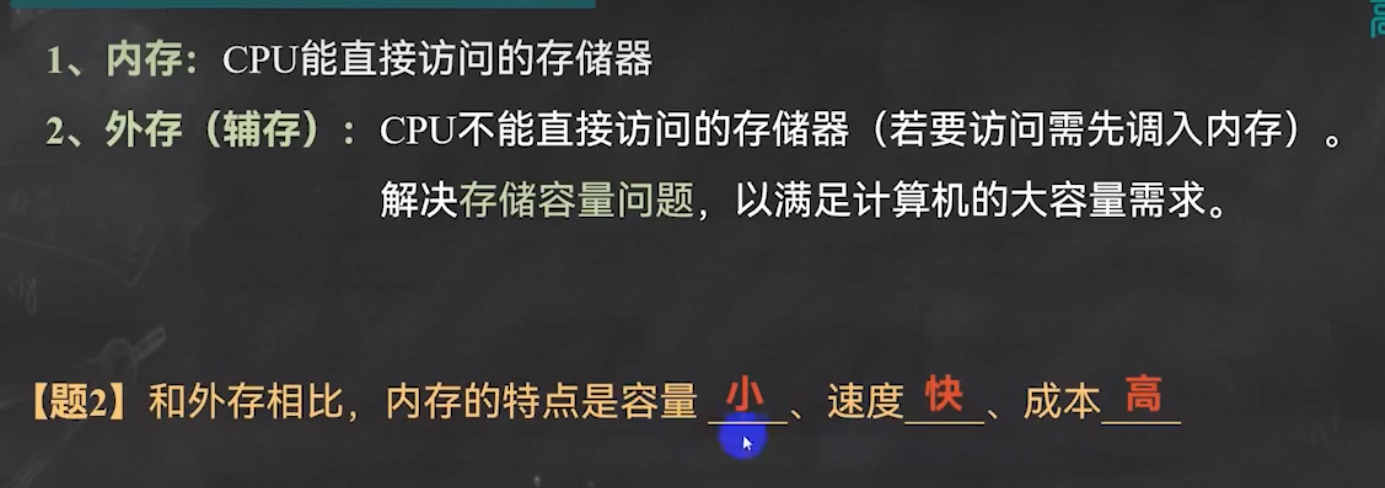 1、内存：CPU能直接访问的存储器
2、外存（辅存）：CPU不能直接访问的存储器（若要访问需先调入内存）。
解决存储容量问题，以满足计算机的大容量需求。
【题2】和外存相比，内存的特点是容量 小 、速度 快 、成本 高